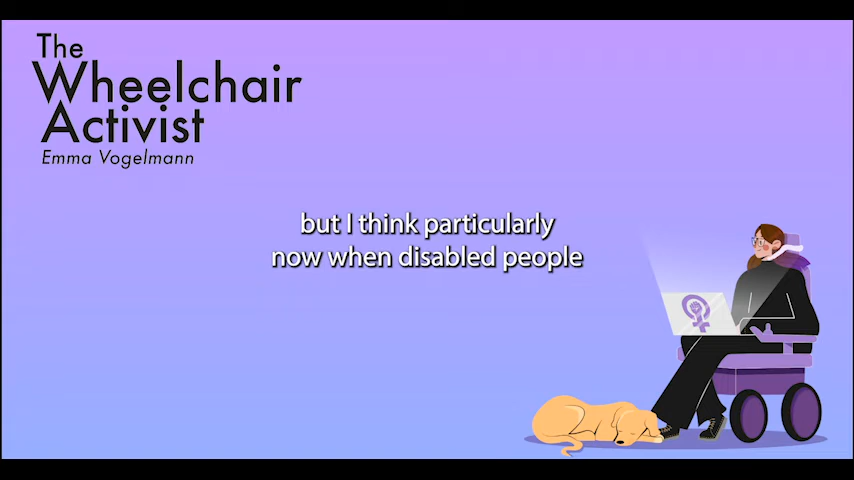 The
Wheelchair
Activist
Emma Vogelmann
but I think particularly
now when disabled people